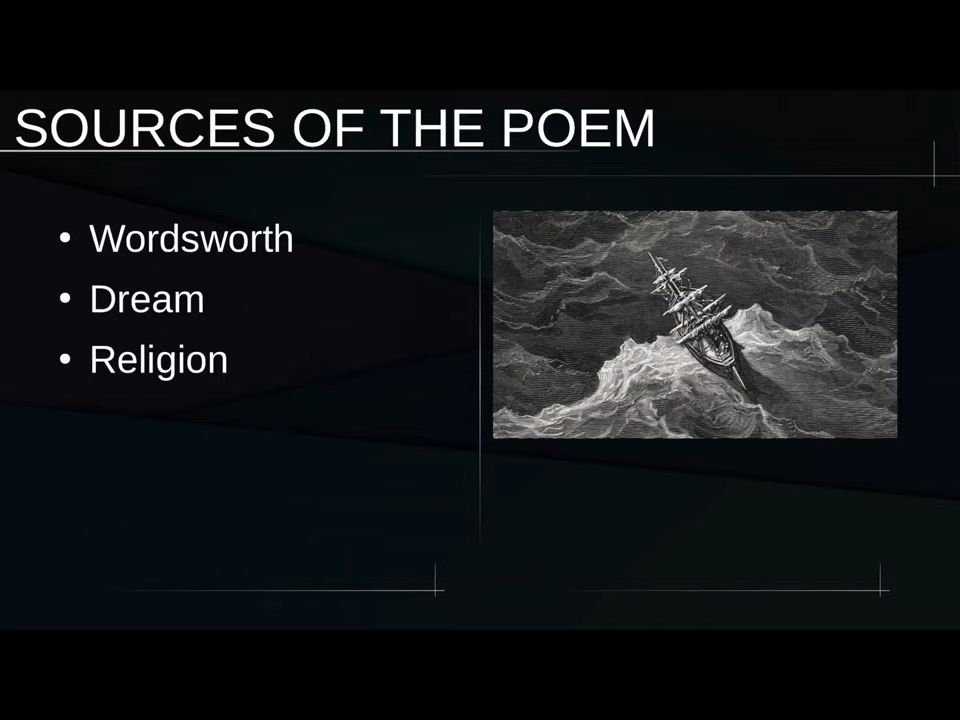 SOURCES OF THE POEM
• Wordsworth
• Dream
• Religion